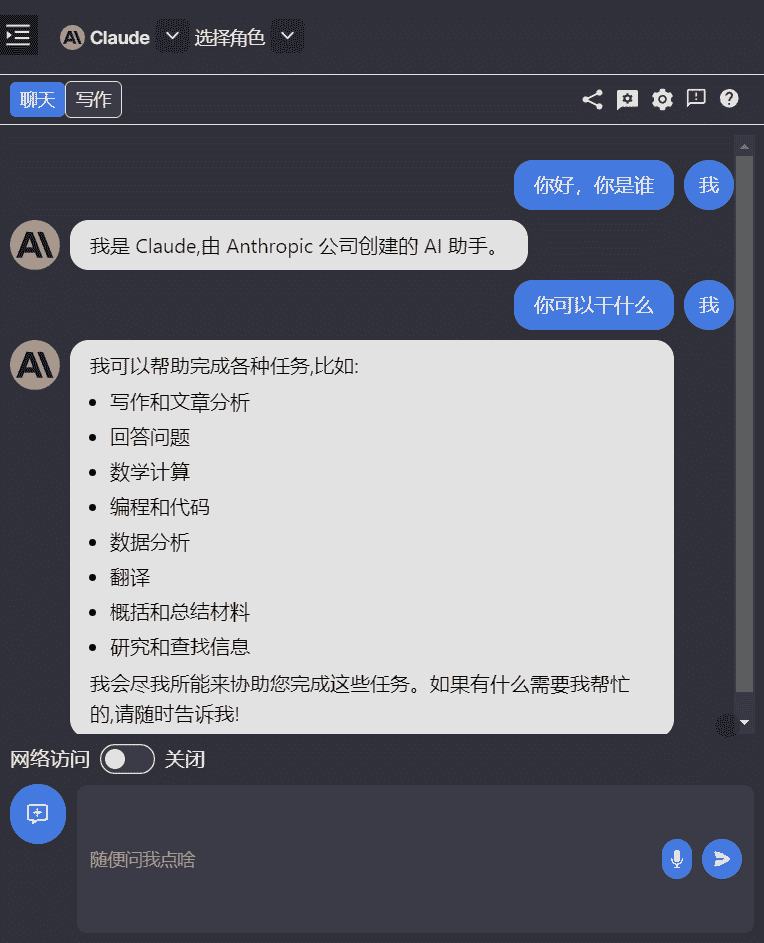 Claude 选择角色
聊天 写作
你好，你是谁 我
我是 Claude,由 Anthropic 公司创建的 AI 助手。
你可以干什么 我
我可以帮助完成各种任务,比如:
写作和文章分析
回答问题
数学计算
编程和代码
数据分析
翻译
概括和总结材料
研究和查找信息
我会尽我所能来协助您完成这些任务。如果有什么需要我帮忙
的,请随时告诉我!
网络访问 关闭
随便问我点啥